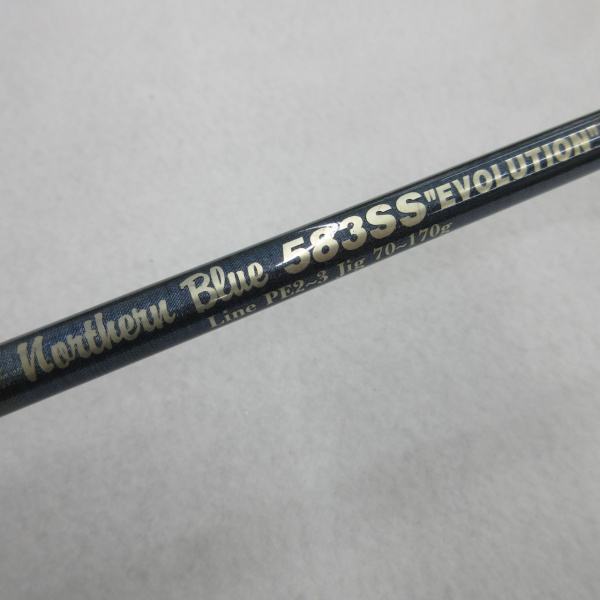 Northern Blue 583SS "EVOLUTION"
Line PE2~3 Jig 70~170g